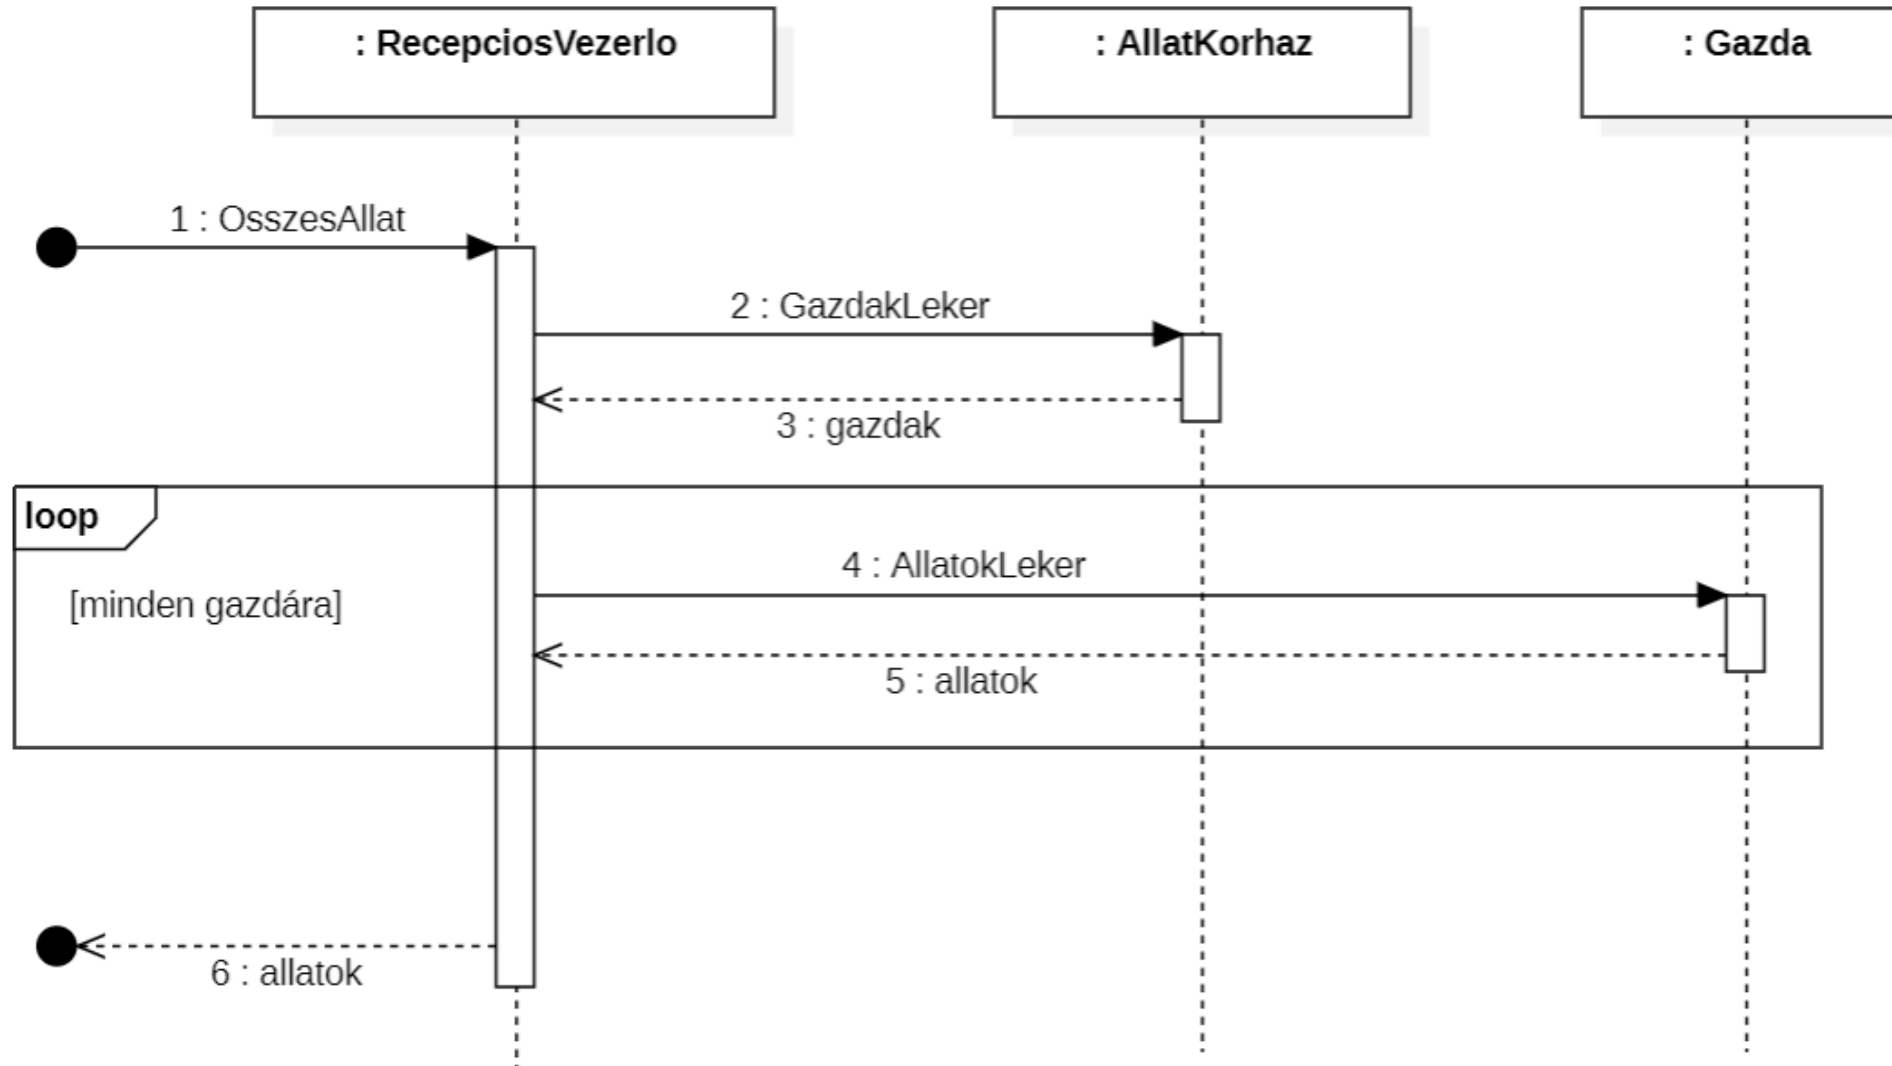 : RecepciosVezerlo
: AllatKorhaz
: Gazda
1 : OsszesAllat
2 : GazdakLeker
3 : gazdak
loop
4 : AllatokLeker
[minden gazdára]
5 : allatok
6 : allatok